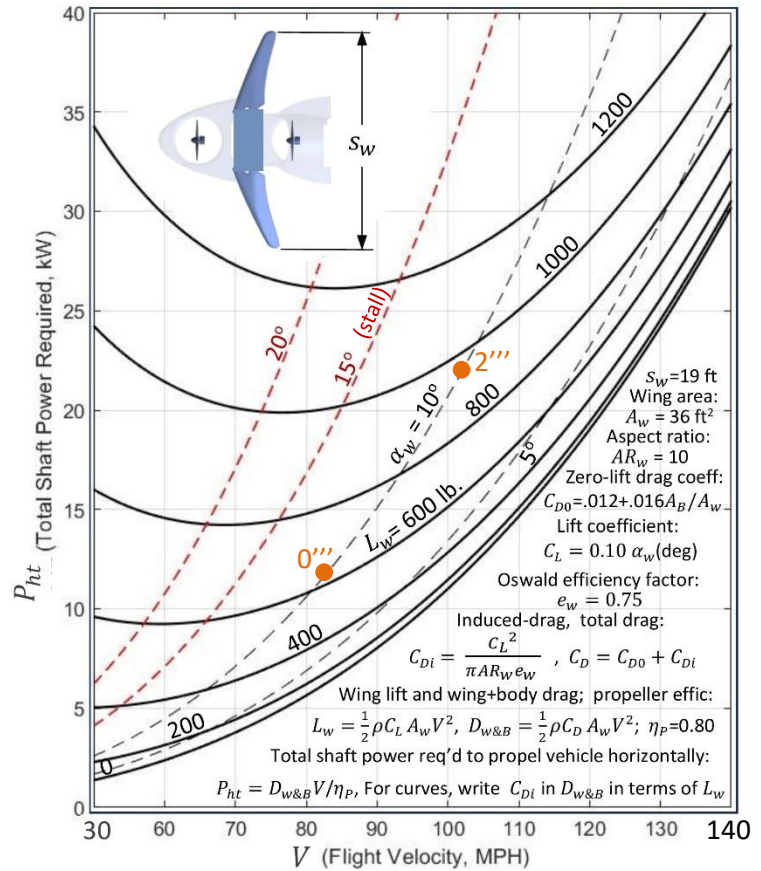 40
35
30
25
20
15
10
5
0
30
60
70
80
90
100
110
120
130
140
P_ht (Total Shaft Power Required, kW)
V (Flight Velocity, MPH)
s_w
1200
1000
800
L_w= 600 lb.
400
200
0
20°
15° (stall)
α_w = 10°
5°
2‴
0‴
s_w=19 ft
Wing area:
A_w = 36 ft²
Aspect ratio:
AR_w = 10
Zero-lift drag coeff:
C_D0=.012+.016A_B/A_w
Lift coefficient:
C_L = 0.10 α_w(deg)
Oswald efficiency factor:
e_w = 0.75
Induced-drag, total drag:
C_Di = C_L²/πAR_w e_w , C_D = C_D0 + C_Di
Wing lift and wing+body drag; propeller effic:
L_w = ½ρC_L A_wV², D_w&B = ½ρC_D A_wV²; η_P=0.80
Total shaft power req’d to propel vehicle horizontally:
P_ht = D_w&BV/η_P, For curves, write C_Di in D_w&B in terms of L_w